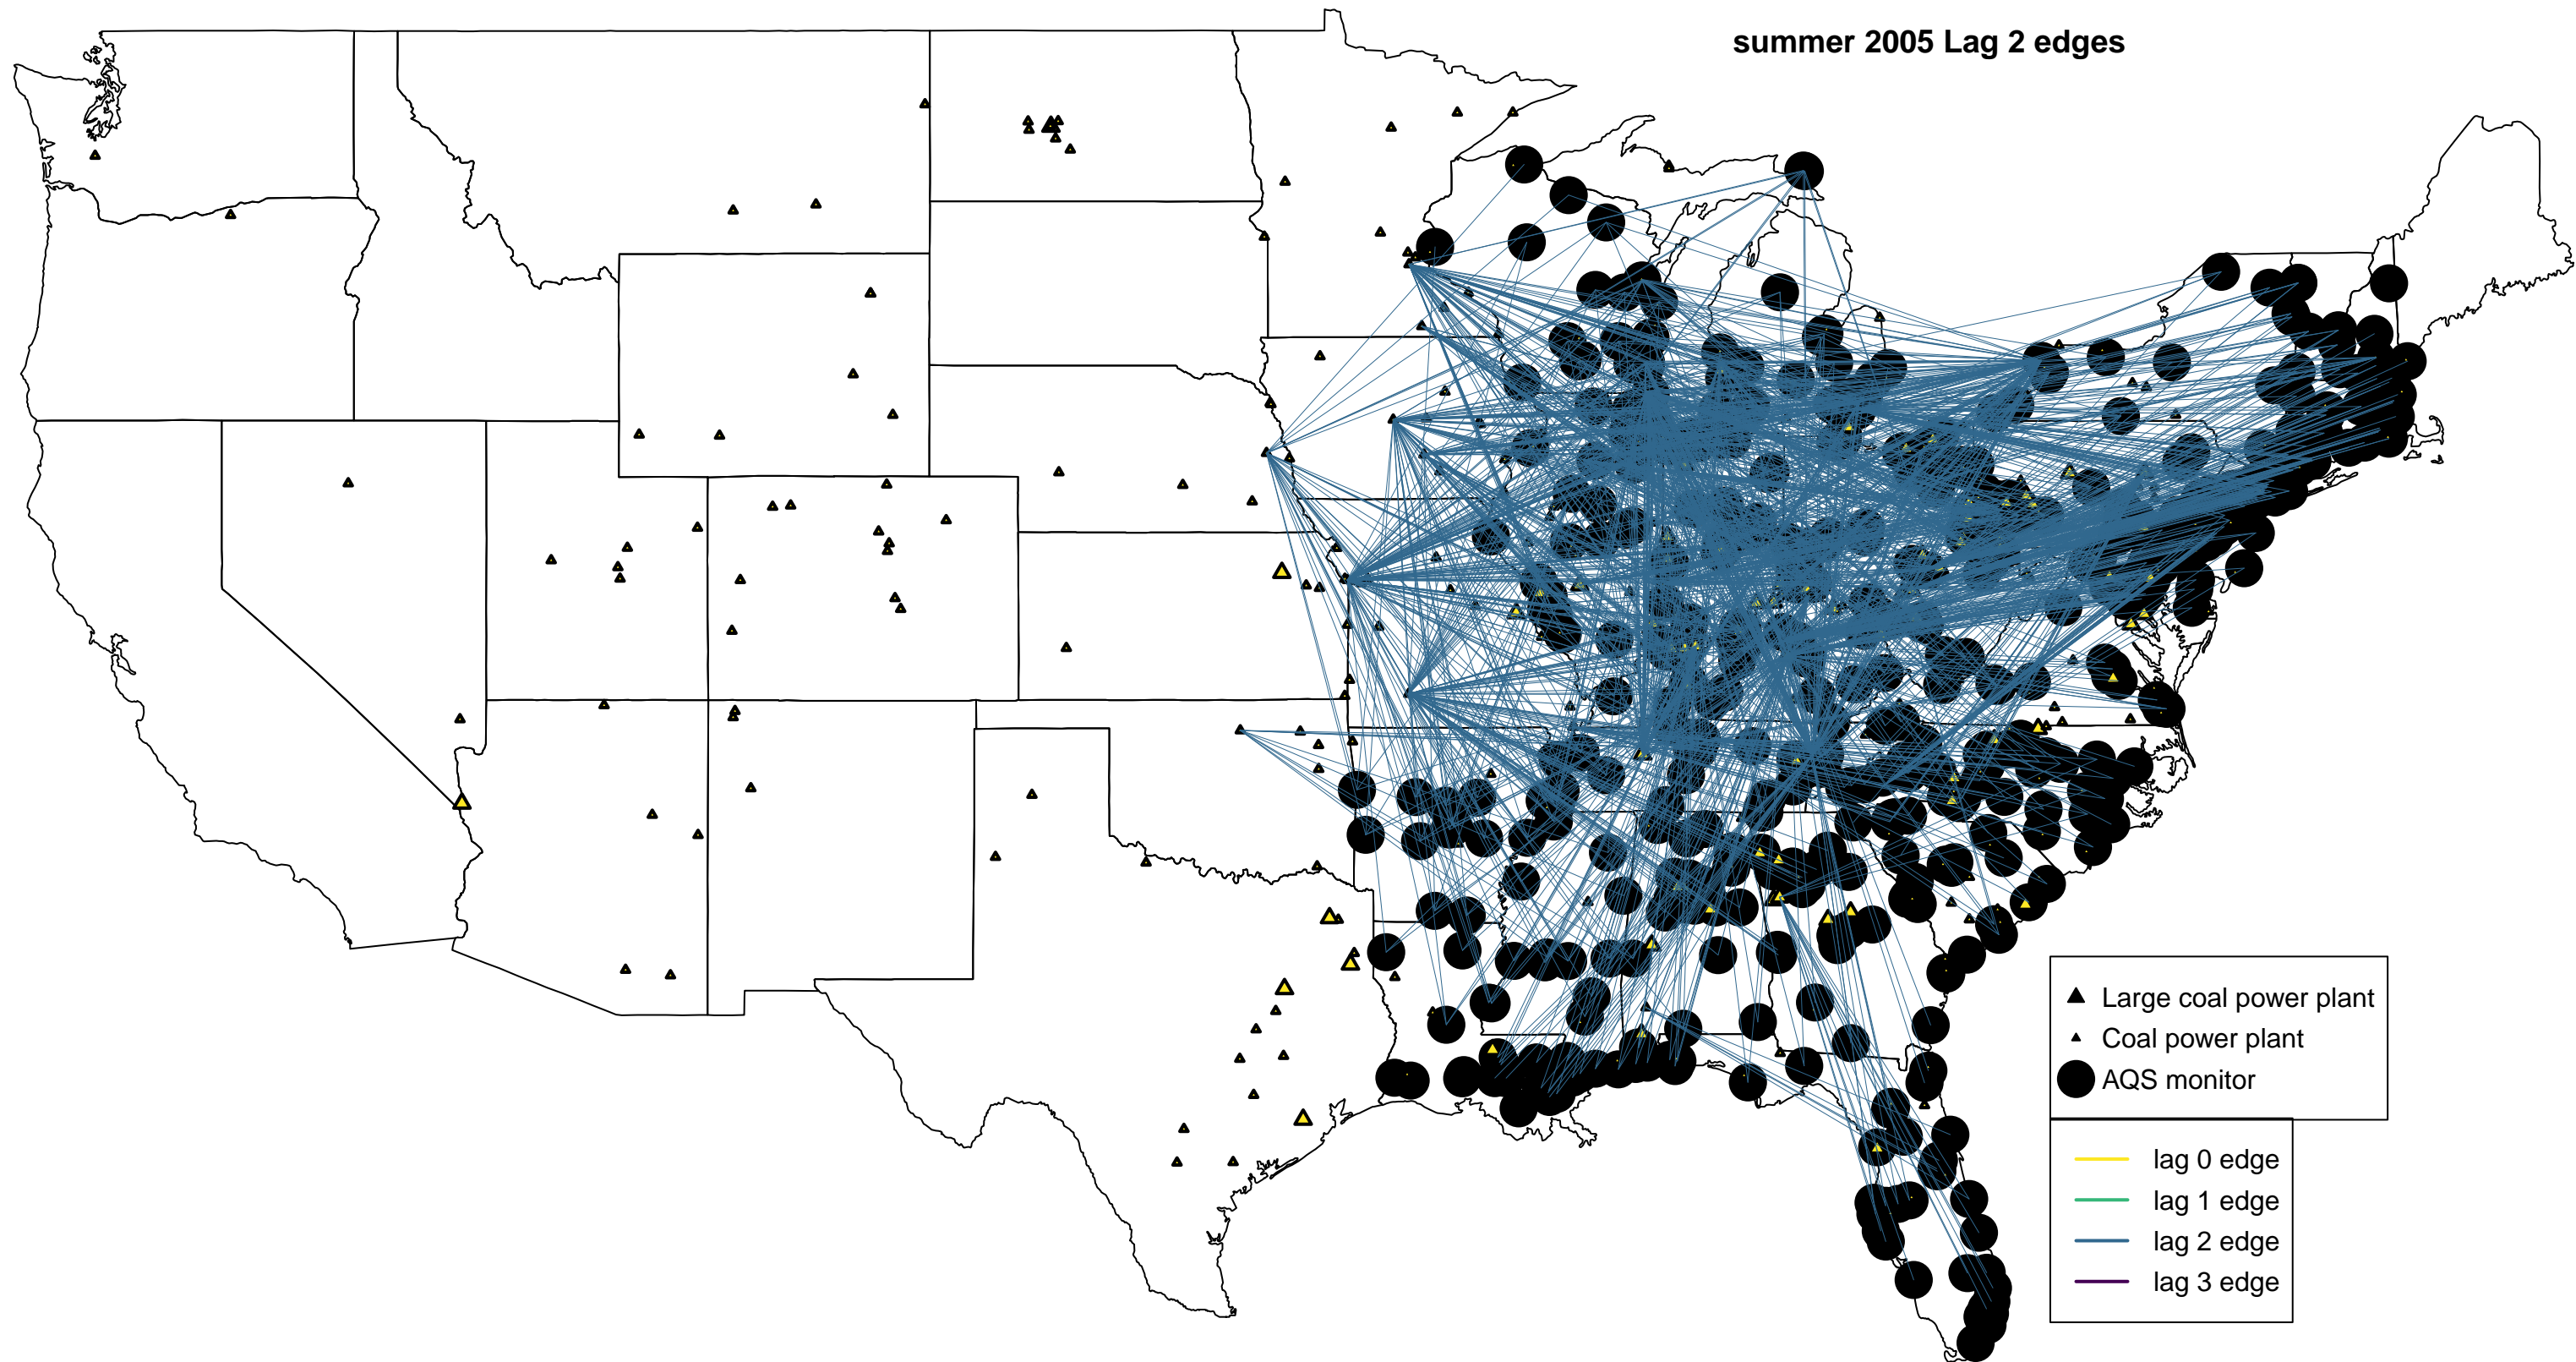 summer 2005 Lag 2 edges
Large coal power plant
Coal power plant
AQS monitor
lag 0 edge
lag 1 edge
lag 2 edge
lag 3 edge